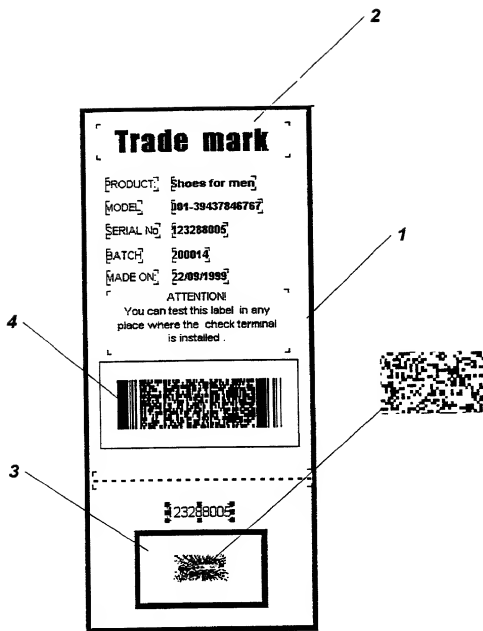 2
Trade mark
PRODUCT: Shoes for men
MODEL 001-39437846767
SERIAL No 123288005
1
BATCH 200014
MADE ON: 22/09/1999
ATTENTION!
You can test this label in any
4
place where the check terminal
is installed .
3
123288005